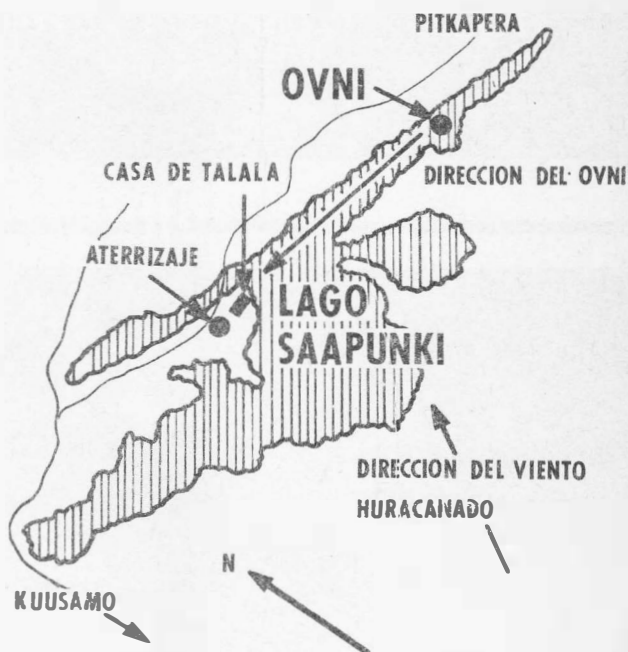 PITKAPERA
OVNI
CASA DE TALALA
DIRECCION DEL OVNI
ATERRIZAJE
LAGO
SAAPUNKI
DIRECCION DEL VIENTO
HURACANADO
N
KUUSAMO